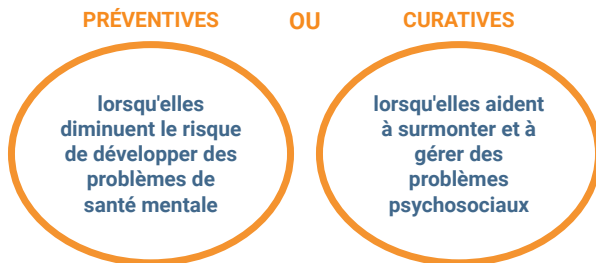 PRÉVENTIVES OU CURATIVES
lorsqu'elles
diminuent le risque
de développer des
problèmes de
santé mentale
lorsqu'elles aident
à surmonter et à
gérer des
problèmes
psychosociaux